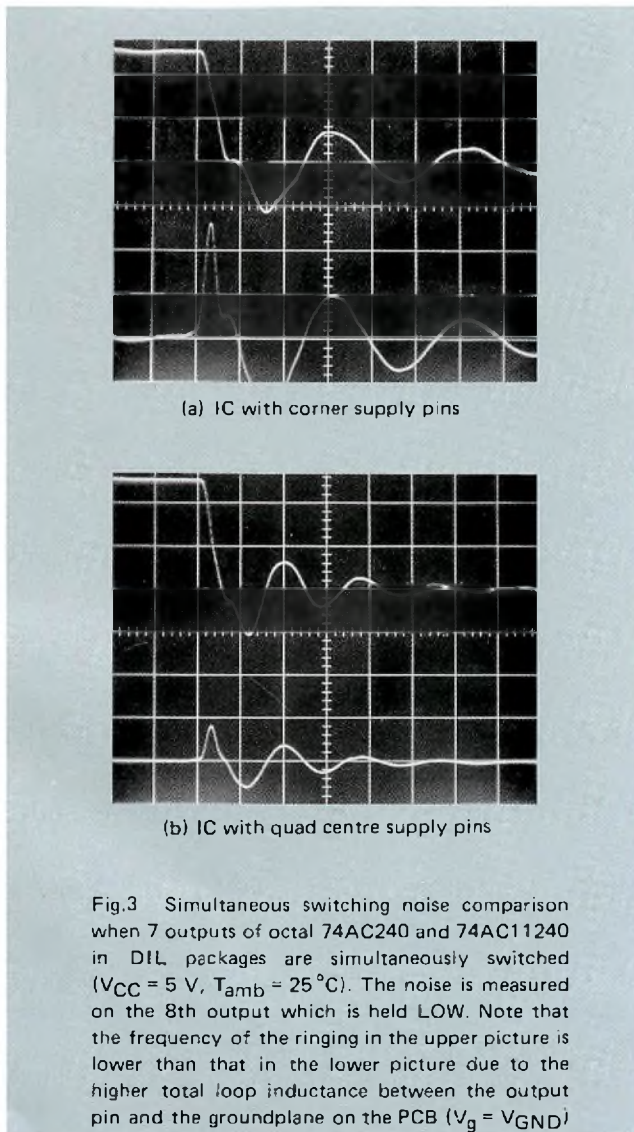 (a) IC with corner supply pins
(b) IC with quad centre supply pins
Fig.3 Simultaneous switching noise comparison
when 7 outputs of octal 74AC240 and 74AC11240
in DIL packages are simultaneously switched
(VCC = 5 V, Tamb = 25 °C). The noise is measured
on the 8th output which is held LOW. Note that
the frequency of the ringing in the upper picture is
lower than that in the lower picture due to the
higher total loop inductance between the output
pin and the groundplane on the PCB (Vg = VGND)